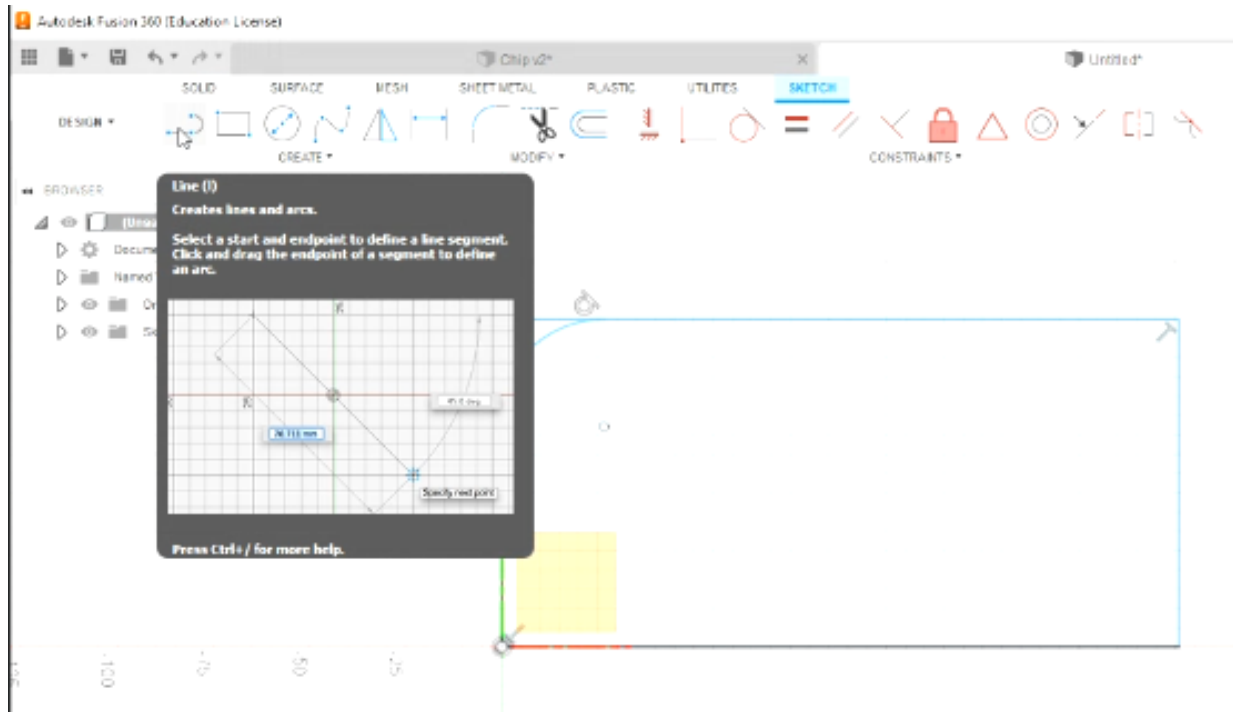 Autodesk Fusion 360 (Education License)
Chip v2*
Untitled*
SOLID SURFACE MESH SHEET METAL PLASTIC UTILITIES SKETCH
DESIGN
CREATE MODIFY CONSTRAINTS
BROWSER
Line (l)
Creates lines and arcs.
Select a start and endpoint to define a line segment.
Click and drag the endpoint of a segment to define
an arc.
Named
Specify next point
Press Ctrl+/ for more help.
100
75
50
25